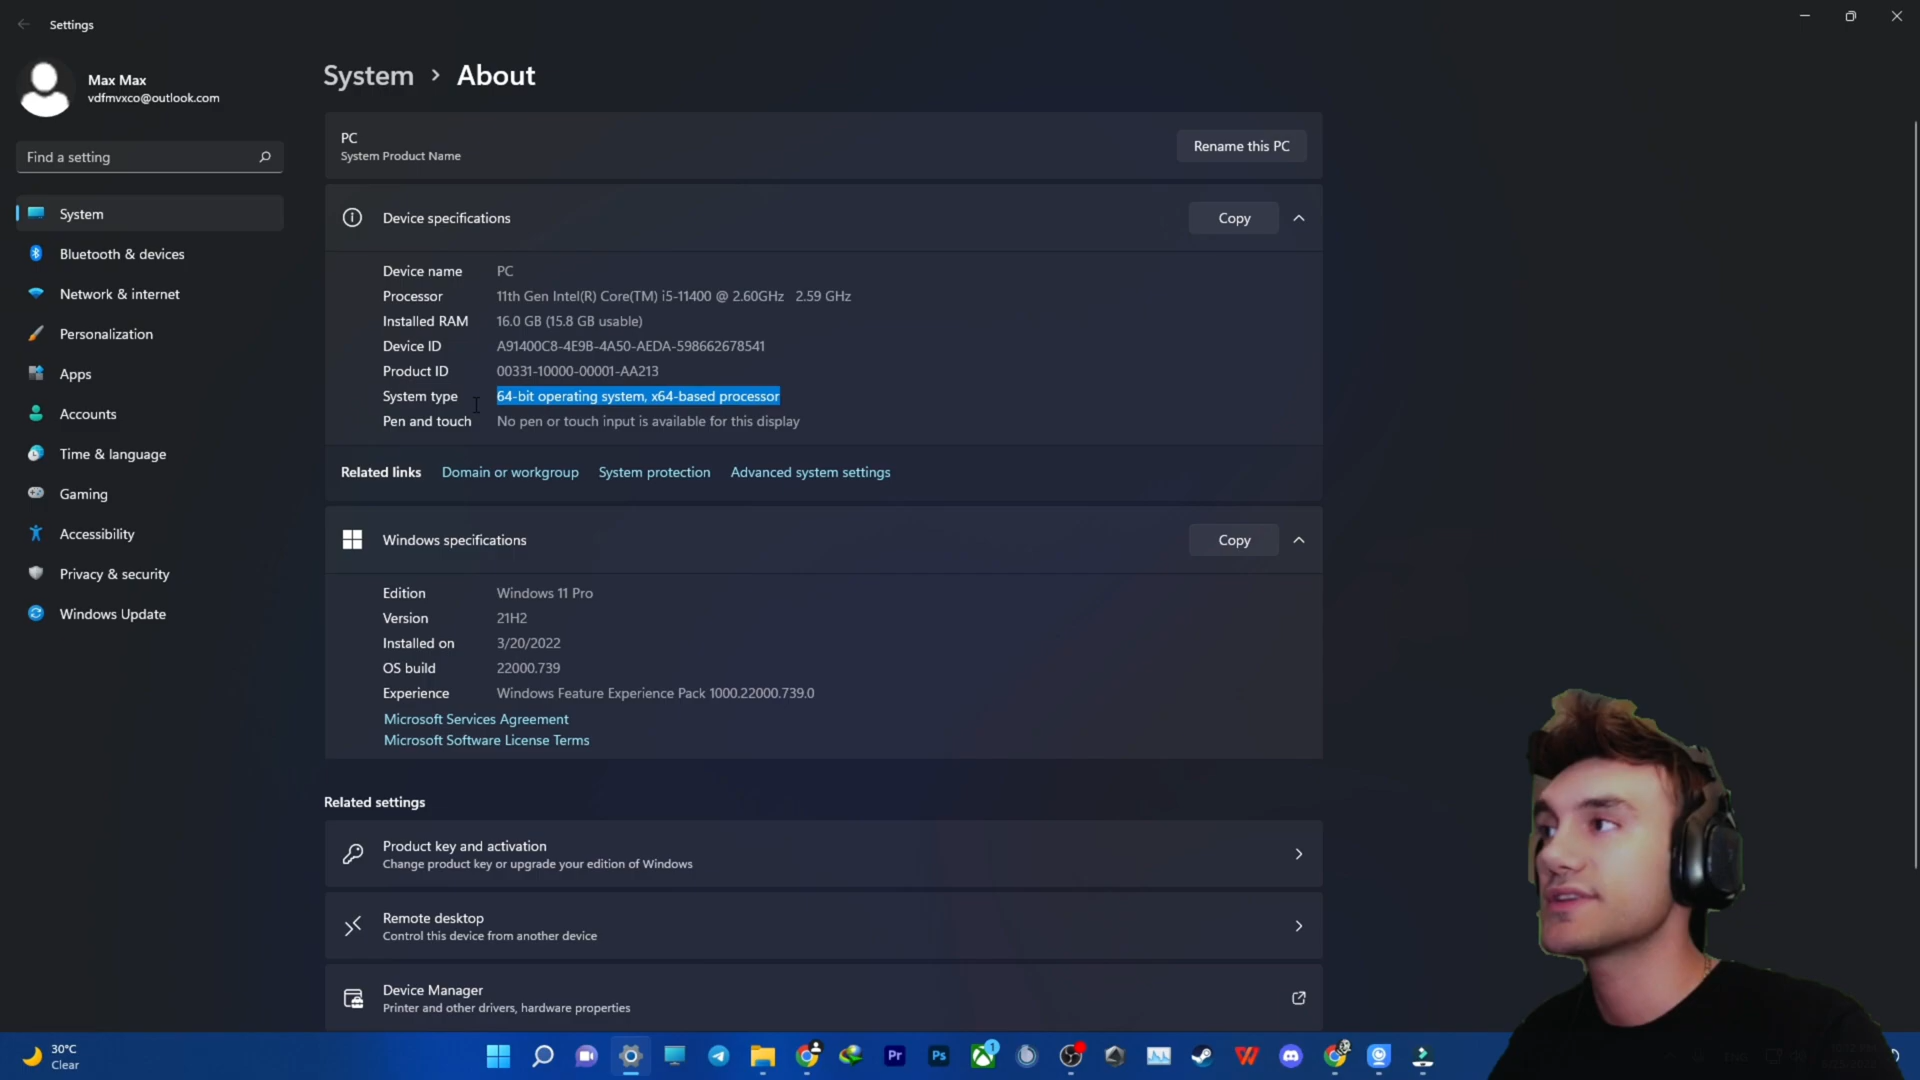 Settings
Max Max
vdfmvxco@outlook.com
Find a setting
System
Bluetooth & devices
Network & internet
Personalization
Apps
Accounts
Time & language
Gaming
Accessibility
Privacy & security
Windows Update
System > About
PC
System Product Name
Rename this PC
Device specifications
Copy
Device name PC
Processor 11th Gen Intel(R) Core(TM) i5-11400 @ 2.60GHz 2.59 GHz
Installed RAM 16.0 GB (15.8 GB usable)
Device ID A91400C8-4E9B-4A50-AEDA-598662678541
Product ID 00331-10000-00001-AA213
System type 64-bit operating system, x64-based processor
Pen and touch No pen or touch input is available for this display
Related links Domain or workgroup System protection Advanced system settings
Windows specifications
Copy
Edition Windows 11 Pro
Version 21H2
Installed on 3/20/2022
OS build 22000.739
Experience Windows Feature Experience Pack 1000.22000.739.0
Microsoft Services Agreement
Microsoft Software License Terms
Related settings
Product key and activation
Change product key or upgrade your edition of Windows
Remote desktop
Control this device from another device
Device Manager
Printer and other drivers, hardware properties
30°C
Clear
Pr
Ps
1